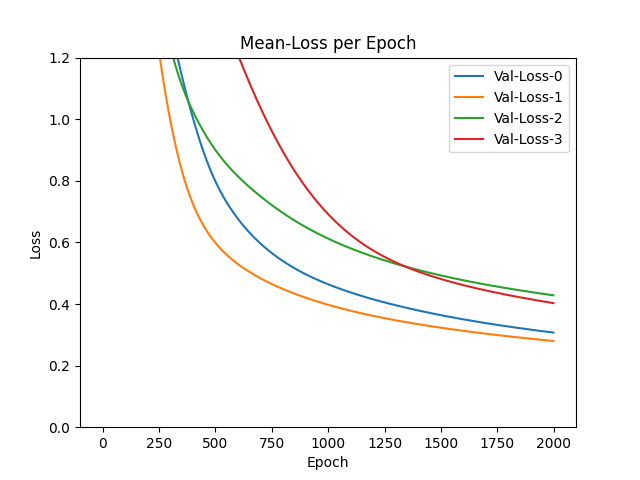 Mean-Loss per Epoch
Val-Loss-0
Val-Loss-1
Val-Loss-2
Val-Loss-3
1.2
1.0
0.8
0.6
0.4
0.2
0.0
Loss
0 250 500 750 1000 1250 1500 1750 2000
Epoch